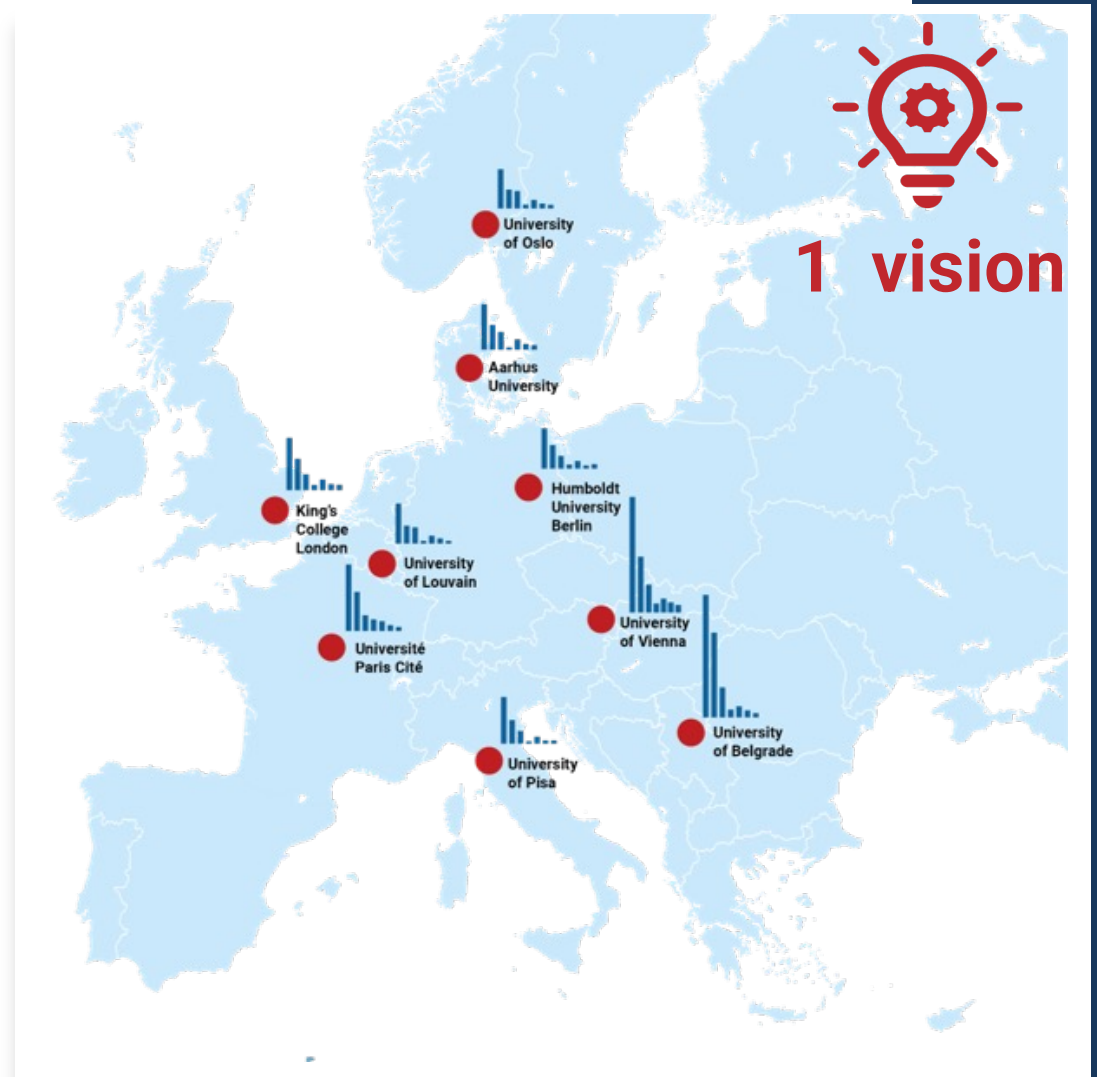 1 vision
University
of Oslo
Aarhus
University
King's
College
London
Humboldt
University
Berlin
University
of Louvain
University
of Vienna
Université
Paris Cité
University
of Belgrade
University
of Pisa